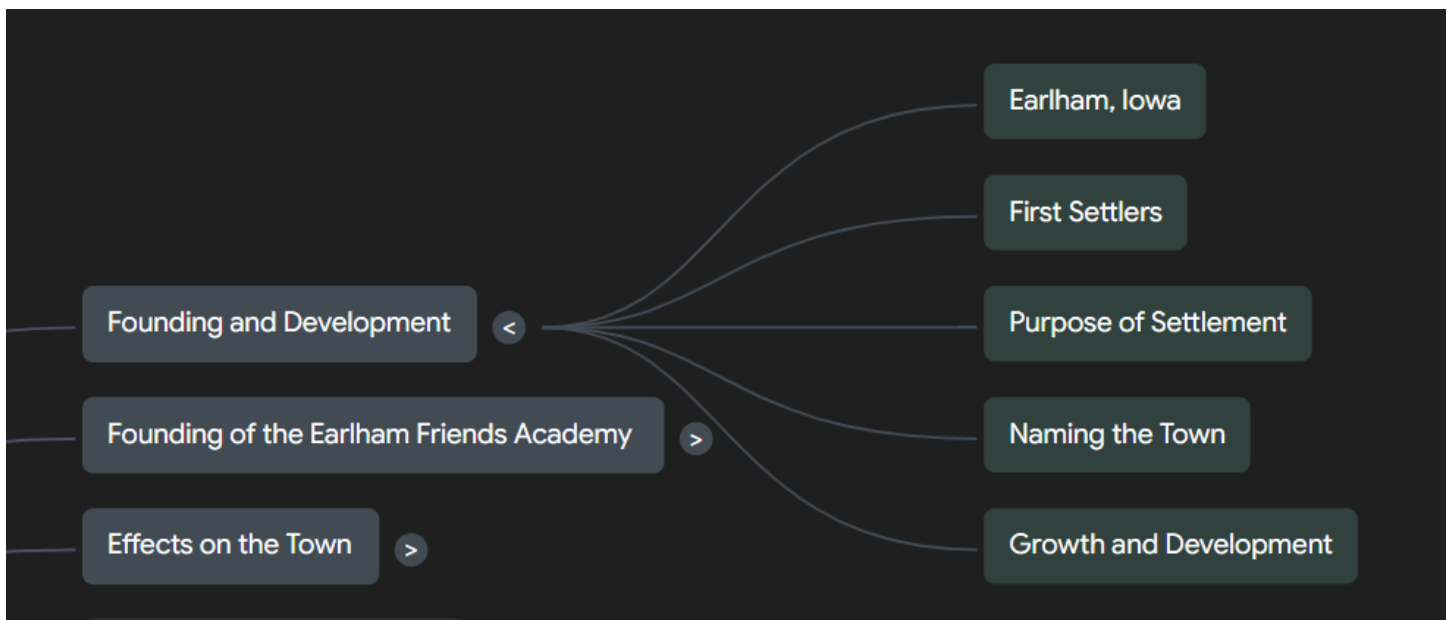 Founding and Development <
Founding of the Earlham Friends Academy >
Effects on the Town >
Earlham, Iowa
First Settlers
Purpose of Settlement
Naming the Town
Growth and Development